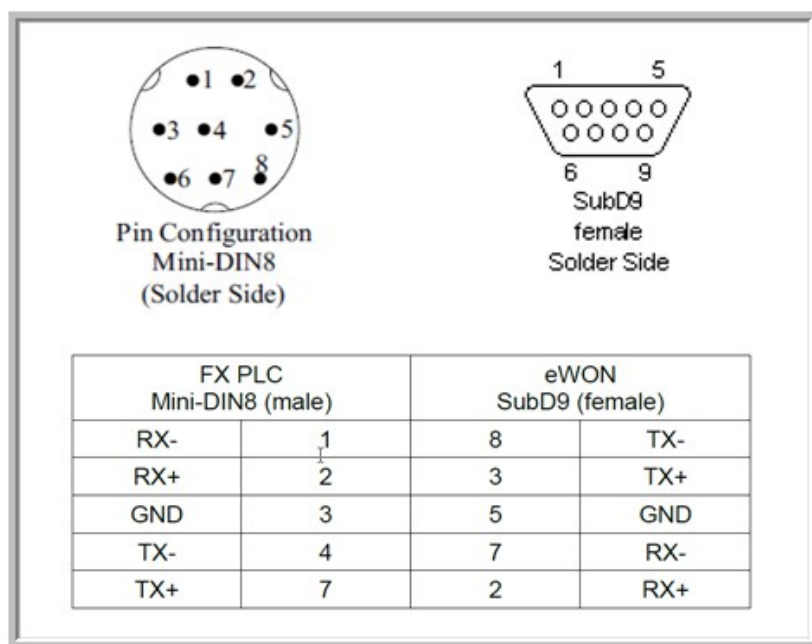 1 2
3 4 5
6 7 8
Pin Configuration
Mini-DIN8
(Solder Side)
1 5
6 9
SubD9
female
Solder Side
FX PLC
Mini-DIN8 (male)
eWON
SubD9 (female)
RX- 1 8 TX-
RX+ 2 3 TX+
GND 3 5 GND
TX- 4 7 RX-
TX+ 7 2 RX+